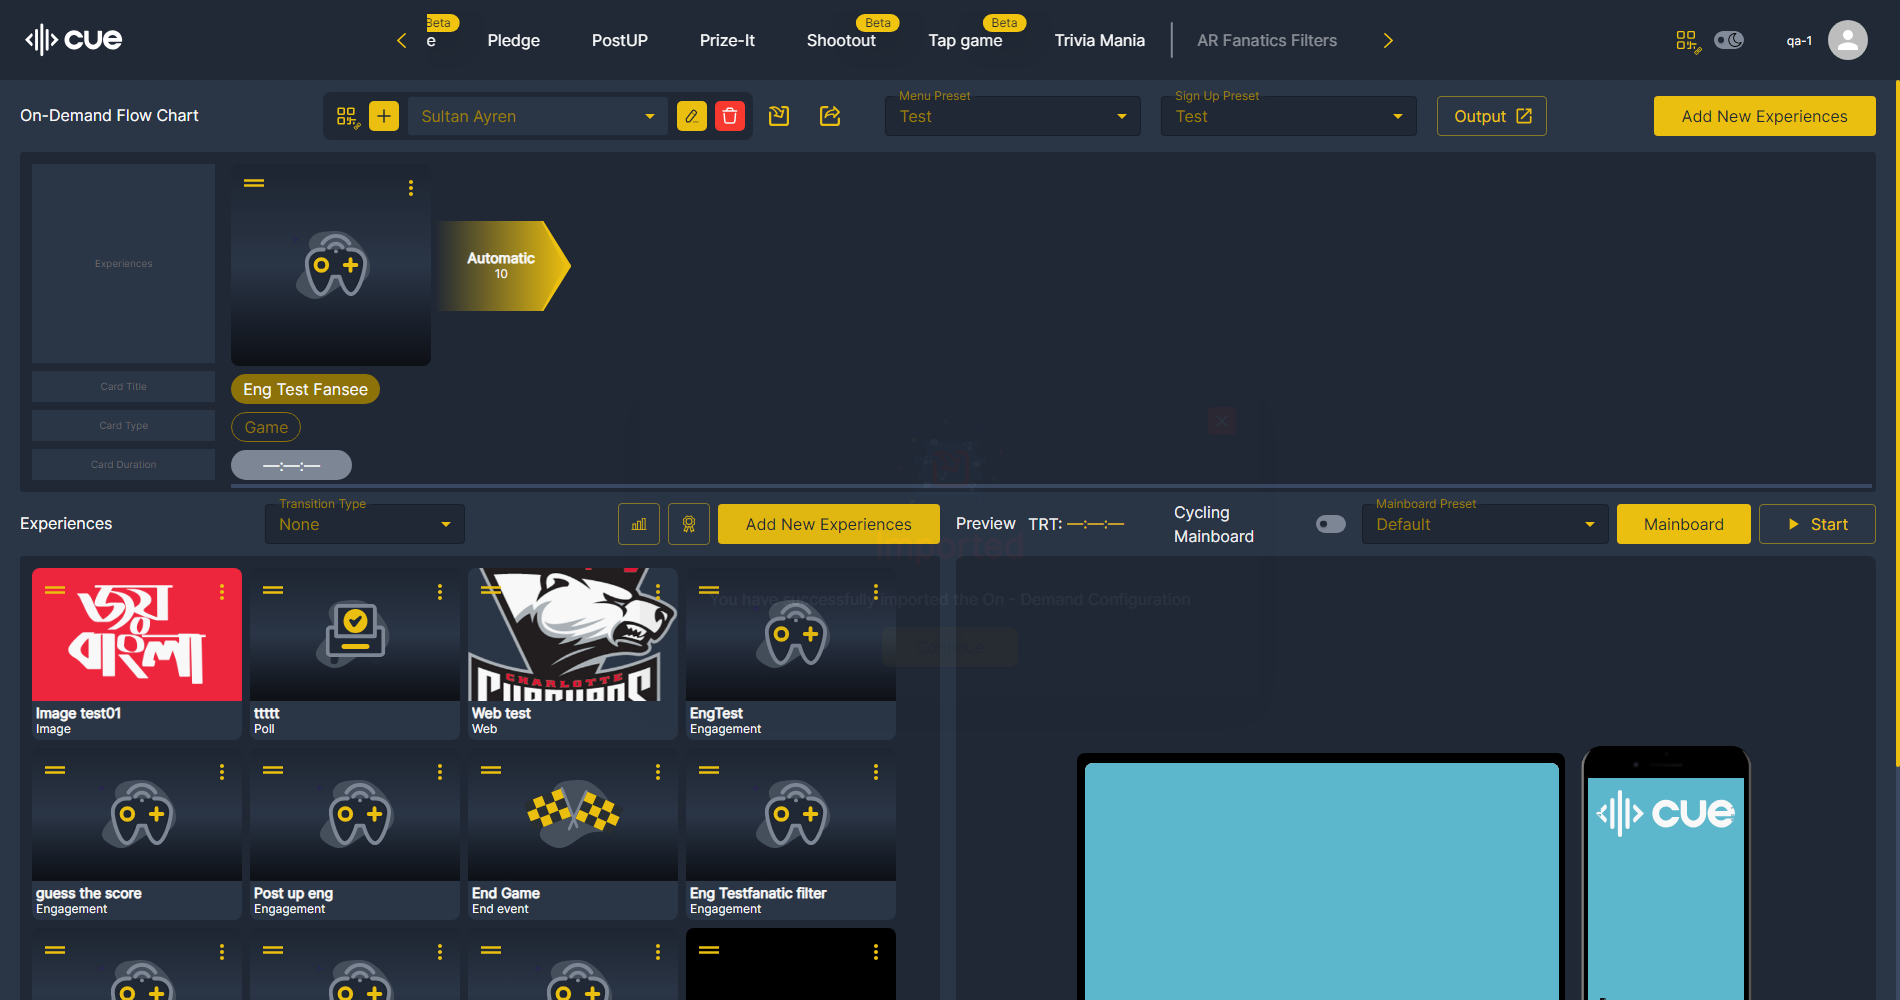 cue
Beta
e
Pledge
PostUP
Prize-It
Beta
Shootout
Beta
Tap game
Trivia Mania
AR Fanatics Filters
qa-1
On-Demand Flow Chart
Sultan Ayren
Menu Preset
Test
Sign Up Preset
Test
Output
Add New Experiences
Experiences
Automatic
10
Card Title
Eng Test Fansee
Card Type
Game
Card Duration
—:—:—
Experiences
Transition Type
None
Add New Experiences
Preview
TRT: —:—:—
Cycling
Mainboard
Mainboard Preset
Default
Mainboard
Start
Imported
You have successfully imported the On - Demand Configuration
জয়
বাংলা
Image test01
Image
ttttt
Poll
CHARLOTTE
Web test
Web
EngTest
Engagement
guess the score
Engagement
Post up eng
Engagement
End Game
End event
Eng Testfanatic filter
Engagement
cue